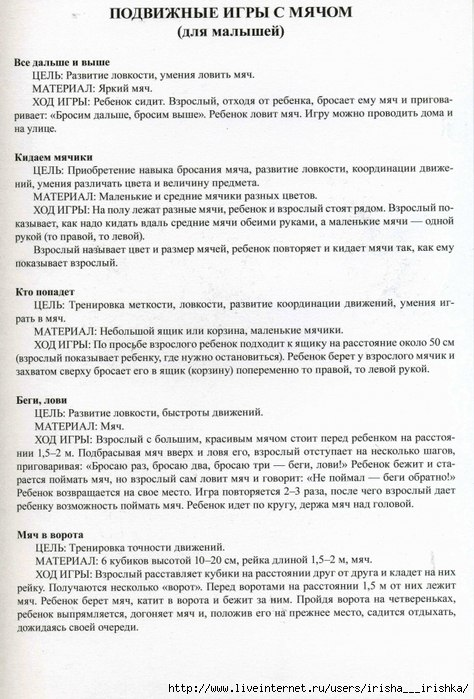 ПОДВИЖНЫЕ ИГРЫ С МЯЧОМ
(для малышей)
Все дальше и выше
ЦЕЛЬ: Развитие ловкости, умения ловить мяч.
МАТЕРИАЛ: Яркий мяч.
ХОД ИГРЫ: Ребенок сидит. Взрослый, отходя от ребенка, бросает ему мяч и пригова-
ривает: «Бросим дальше, бросим выше». Ребенок ловит мяч. Игру можно проводить дома и
на улице.
Кидаем мячики
ЦЕЛЬ: Приобретение навыка бросания мяча, развитие ловкости, координации движе-
ний, умения различать цвета и величину предмета.
МАТЕРИАЛ: Маленькие и средние мячики разных цветов.
ХОД ИГРЫ: На полу лежат разные мячи, ребенок и взрослый стоят рядом. Взрослый по-
казывает, как надо кидать вдаль средние мячи обеими руками, а маленькие мячи — одной
рукой (то правой, то левой).
Взрослый называет цвет и размер мячей, ребенок повторяет и кидает мячи так, как ему
показывает взрослый.
Кто попадет
ЦЕЛЬ: Тренировка меткости, ловкости, развитие координации движений, умения иг-
рать в мяч.
МАТЕРИАЛ: Небольшой ящик или корзина, маленькие мячики.
ХОД ИГРЫ: По просьбе взрослого ребенок подходит к ящику на расстояние около 50 см
(взрослый показывает ребенку, где нужно остановиться). Ребенок берет у взрослого мячик и
захватом сверху бросает его в ящик (корзину) попеременно то правой, то левой рукой.
Беги, лови
ЦЕЛЬ: Развитие ловкости, быстроты движений.
МАТЕРИАЛ: Мяч.
ХОД ИГРЫ: Взрослый с большим, красивым мячом стоит перед ребенком на расстоя-
нии 1,5–2 м. Подбрасывая мяч вверх и ловя его, взрослый отступает на несколько шагов,
приговаривая: «Бросаю раз, бросаю два, бросаю три — беги, лови!» Ребенок бежит и ста-
рается поймать мяч, но взрослый сам ловит мяч и говорит: «Не поймал — беги обратно!»
Ребенок возвращается на свое место. Игра повторяется 2–3 раза, после чего взрослый дает
ребенку возможность поймать мяч. Ребенок идет по кругу, держа мяч над головой.
Мяч в ворота
ЦЕЛЬ: Тренировка точности движений.
МАТЕРИАЛ: 6 кубиков высотой 10–20 см, рейка длиной 1,5–2 м, мяч.
ХОД ИГРЫ: Взрослый расставляет кубики на расстоянии друг от друга и кладет на них
рейку. Получаются несколько «ворот». Перед воротами на расстоянии 1,5 м от них лежит
мяч. Ребенок берет мяч, катит в ворота и бежит за ним. Пройдя ворота на четвереньках,
ребенок выпрямляется, догоняет мяч и, положив его на прежнее место, садится отдыхать,
дожидаясь своей очереди.
http://www.liveinternet.ru/users/irisha___irishka/